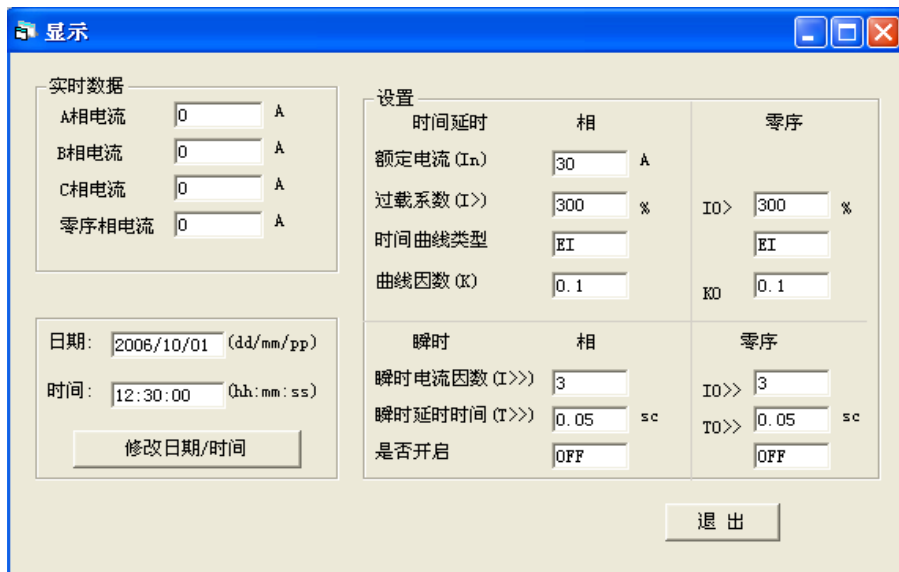 显示
实时数据
A相电流 0 A
B相电流 0 A
C相电流 0 A
零序相电流 0 A
日期: 2006/10/01 (dd/mm/pp)
时间: 12:30:00 (hh:mm:ss)
修改日期/时间
设置
时间延时 相 零序
额定电流(In) 30 A
过载系数(I>) 300 % IO> 300 %
时间曲线类型 EI EI
曲线因数(K) 0.1 KO 0.1
瞬时 相 零序
瞬时电流因数(I>>) 3 IO>> 3
瞬时延时时间(T>>) 0.05 sc TO>> 0.05 sc
是否开启 OFF OFF
退 出